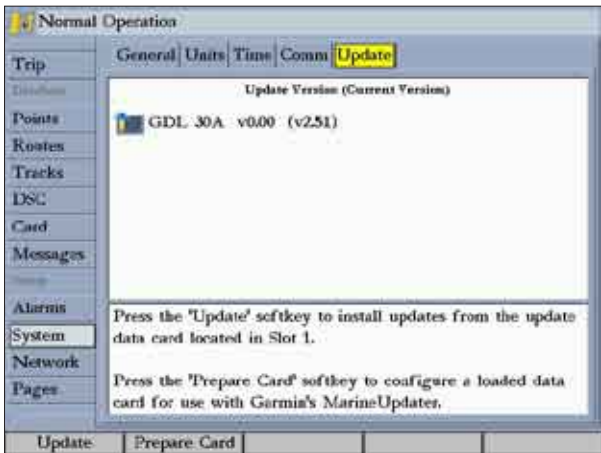 Normal Operation
General Units Time Comm Update
Trip
Database
Update Version (Current Version)
Points
GDL 30A v0.00 (v2.51)
Routes
Tracks
DSC
Card
Messages
Setup
Alarms
System
Network
Pages
Press the 'Update' softkey to install updates from the update
data card located in Slot 1.
Press the 'Prepare Card' softkey to configure a loaded data
card for use with Garmin's MarineUpdater.
Update Prepare Card